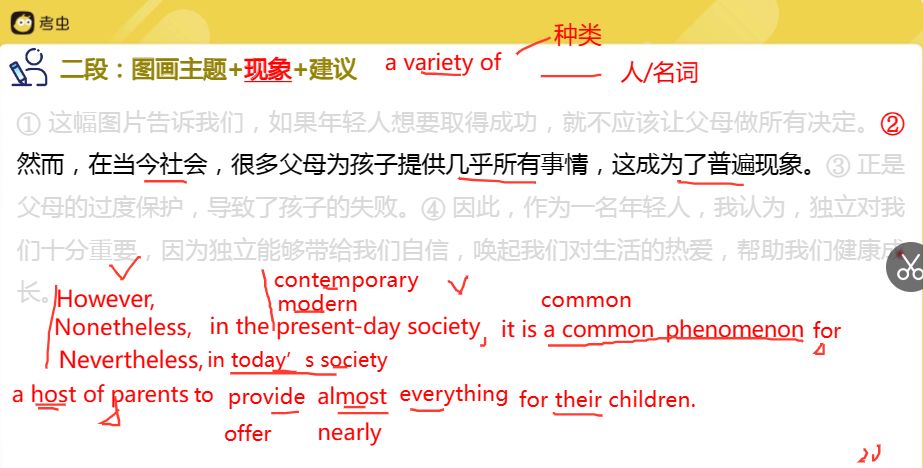 考虫
种类
二段：图画主题+现象+建议 a variety of ______ 人/名词
① 这幅图片告诉我们，如果年轻人想要取得成功，就不应该让父母做所有决定。②
然而，在当今社会，很多父母为孩子提供几乎所有事情，这成为了普遍现象。③ 正是
父母的过度保护，导致了孩子的失败。④ 因此，作为一名年轻人，我认为，独立对我
们十分重要，因为独立能够带给我们自信，唤起我们对生活的热爱，帮助我们健康成
长。
contemporary
However, modern common
Nonetheless, in the present-day society, it is a common phenomenon for
Nevertheless, in today's society
a host of parents to provide almost everything for their children.
offer nearly